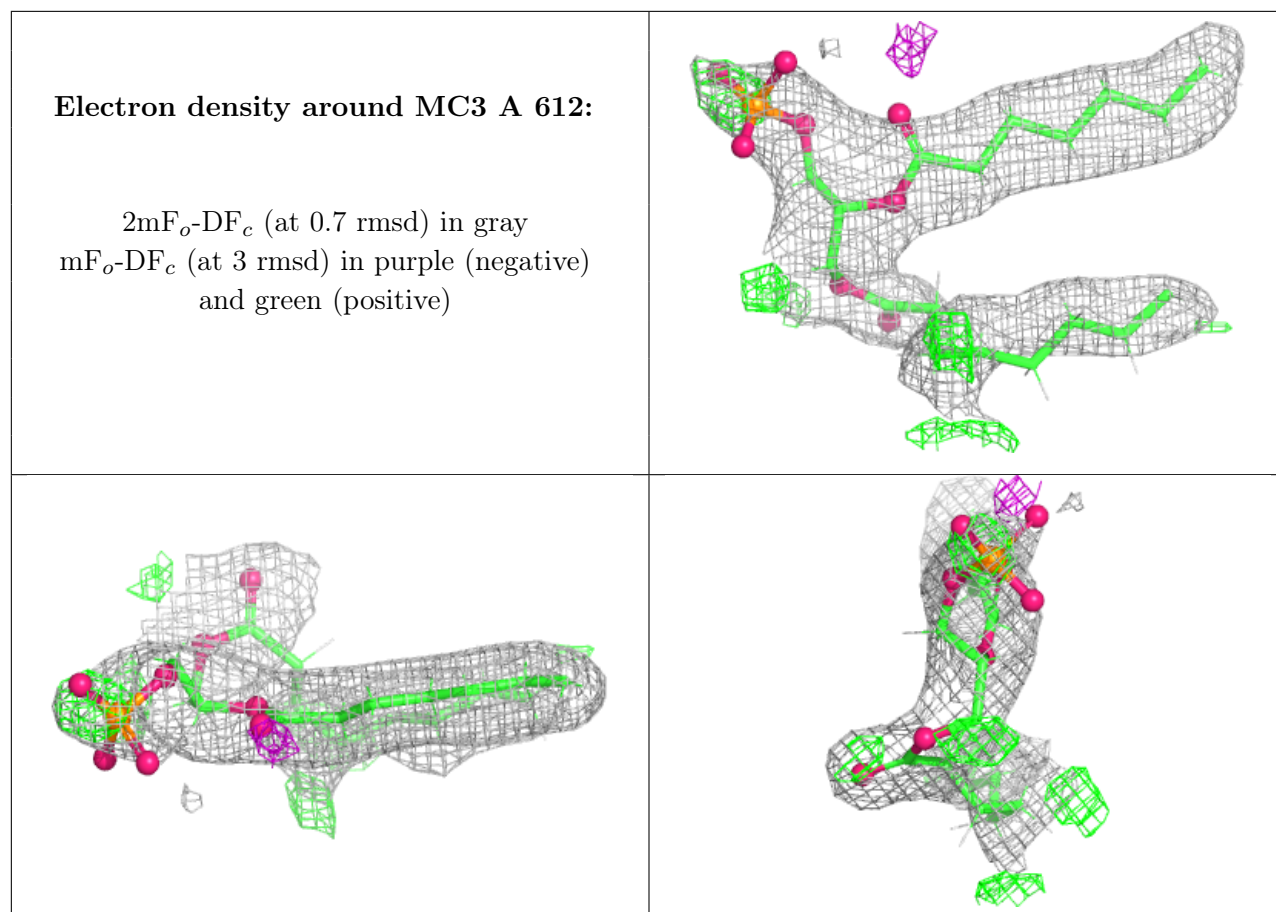 Electron density around MC3 A 612:
2mFo-DFc (at 0.7 rmsd) in gray
mFo-DFc (at 3 rmsd) in purple (negative)
and green (positive)